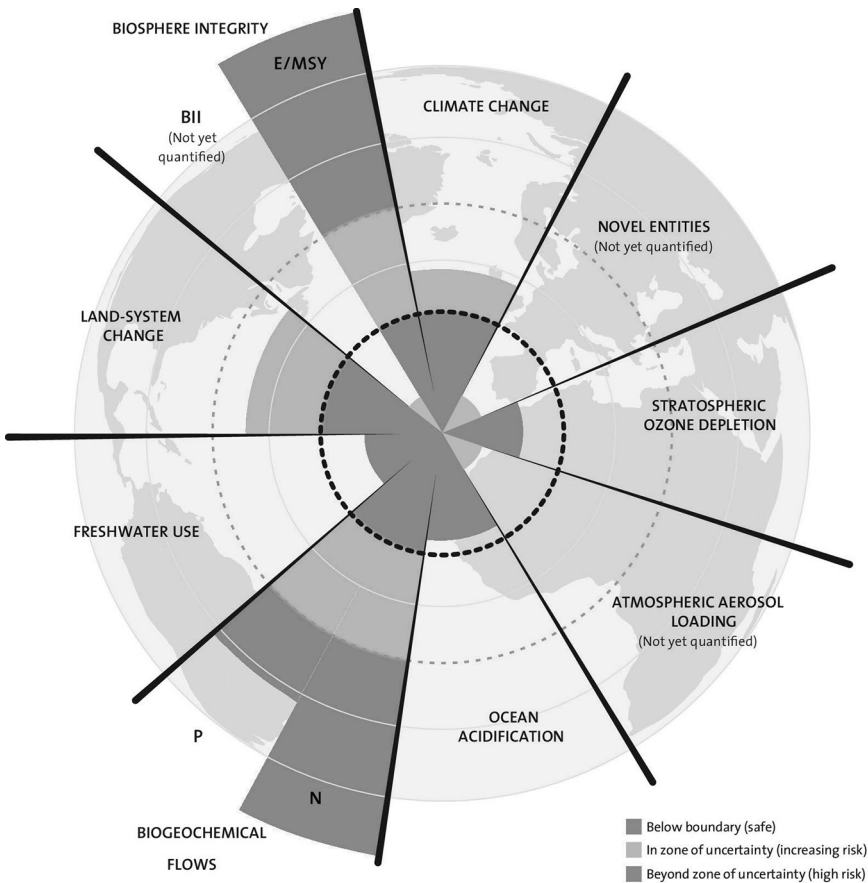 BIOSPHERE INTEGRITY
E/MSY
BII
(Not yet
quantified)
CLIMATE CHANGE
NOVEL ENTITIES
(Not yet quantified)
LAND-SYSTEM
CHANGE
STRATOSPHERIC
OZONE DEPLETION
FRESHWATER USE
ATMOSPHERIC AEROSOL
LOADING
(Not yet quantified)
OCEAN
ACIDIFICATION
P
N
BIOGEOCHEMICAL
FLOWS
Below boundary (safe)
In zone of uncertainty (increasing risk)
Beyond zone of uncertainty (high risk)